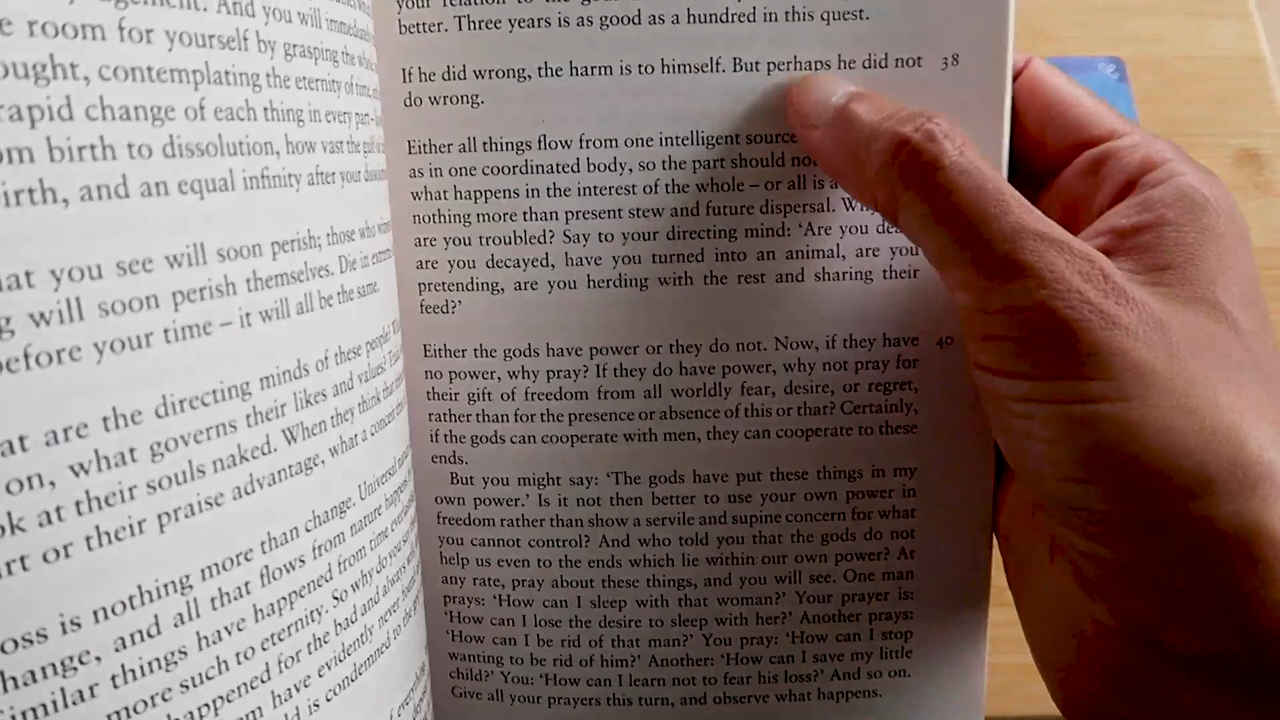 agement. And you will immedia
e room for yourself by grasping the whole
ought, contemplating the eternity of time,
rapid change of each thing in every part
om birth to dissolution, how vast the gulf
irth, and an equal infinity after your
hat you see will soon perish; those who
g will soon perish themselves. Die in extreme
before your time – it will all be the same.
at are the directing minds of these people?
on, what governs their likes and values?
ok at their souls naked. When they think
rt or their praise advantage, what a
oss is nothing more than change. Universal
hange, and all that flows from nature happens
imilar things have happened from time
more such to eternity. So why do you
happened for the bad and always
m have evidently never
d is condemned to the
your relation to the gods
better. Three years is as good as a hundred in this quest.
If he did wrong, the harm is to himself. But perhaps he did not 38
do wrong.
Either all things flow from one intelligent source
as in one coordinated body, so the part should no
what happens in the interest of the whole – or all is a
nothing more than present stew and future dispersal. W
are you troubled? Say to your directing mind: ‘Are you de
are you decayed, have you turned into an animal, are you
pretending, are you herding with the rest and sharing their
feed?’
Either the gods have power or they do not. Now, if they have 40
no power, why pray? If they do have power, why not pray for
their gift of freedom from all worldly fear, desire, or regret,
rather than for the presence or absence of this or that? Certainly,
if the gods can cooperate with men, they can cooperate to these
ends.
But you might say: ‘The gods have put these things in my
own power.’ Is it not then better to use your own power in
freedom rather than show a servile and supine concern for what
you cannot control? And who told you that the gods do not
help us even to the ends which lie within our own power? At
any rate, pray about these things, and you will see. One man
prays: ‘How can I sleep with that woman?’ Your prayer is:
‘How can I lose the desire to sleep with her?’ Another prays:
‘How can I be rid of that man?’ You pray: ‘How can I stop
wanting to be rid of him?’ Another: ‘How can I save my little
child?’ You: ‘How can I learn not to fear his loss?’ And so on.
Give all your prayers this turn, and observe what happens.